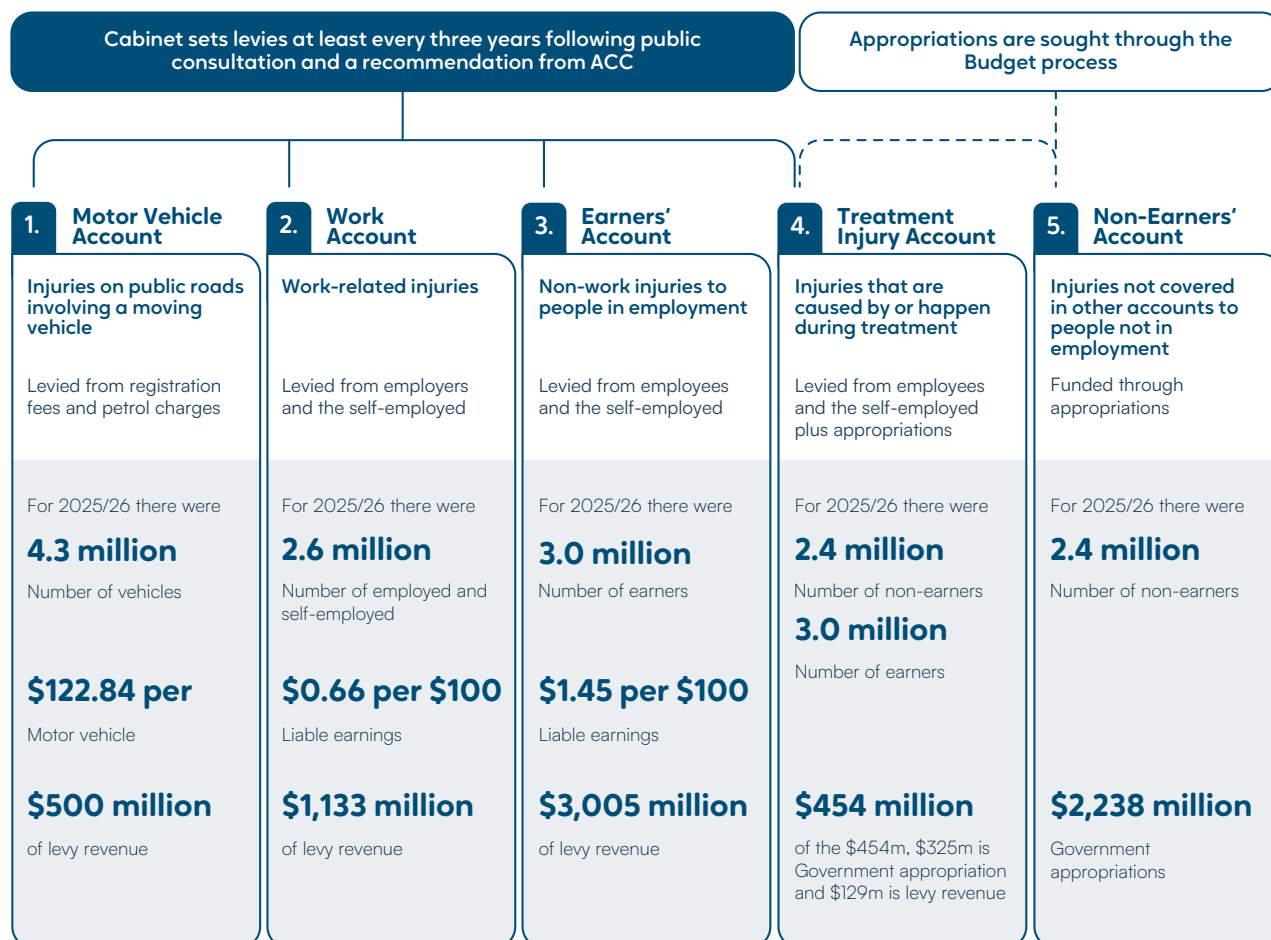 Cabinet sets levies at least every three years following public
consultation and a recommendation from ACC
Appropriations are sought through the
Budget process
1.
Motor Vehicle
Account
Injuries on public roads
involving a moving
vehicle
Levied from registration
fees and petrol charges
For 2025/26 there were
4.3 million
Number of vehicles
$122.84 per
Motor vehicle
$500 million
of levy revenue
2.
Work
Account
Work-related injuries
Levied from employers
and the self-employed
For 2025/26 there were
2.6 million
Number of employed and
self-employed
$0.66 per $100
Liable earnings
$1,133 million
of levy revenue
3.
Earners’
Account
Non-work injuries to
people in employment
Levied from employees
and the self-employed
For 2025/26 there were
3.0 million
Number of earners
$1.45 per $100
Liable earnings
$3,005 million
of levy revenue
4.
Treatment
Injury Account
Injuries that are
caused by or happen
during treatment
Levied from employees
and the self-employed
plus appropriations
For 2025/26 there were
2.4 million
Number of non-earners
3.0 million
Number of earners
$454 million
of the $454m, $325m is
Government appropriation
and $129m is levy revenue
5.
Non-Earners’
Account
Injuries not covered
in other accounts to
people not in
employment
Funded through
appropriations
For 2025/26 there were
2.4 million
Number of non-earners
$2,238 million
Government
appropriations